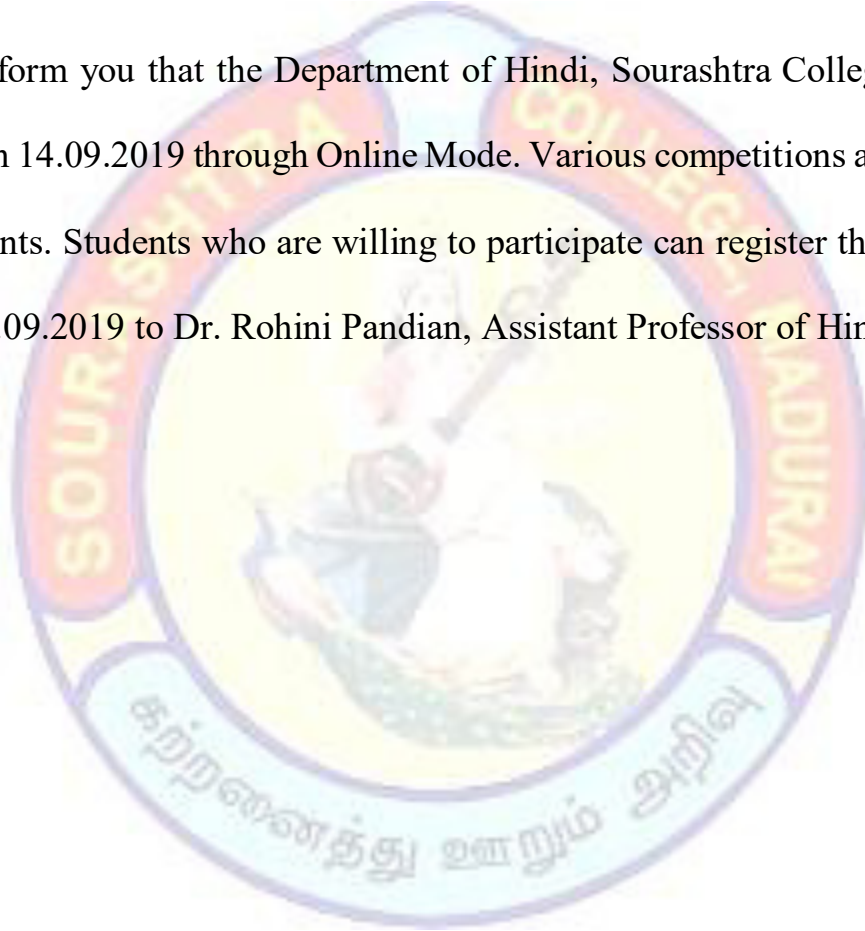 form you that the Department of Hindi, Sourashtra Colleg
14.09.2019 through Online Mode. Various competitions a
nts. Students who are willing to participate can register th
.09.2019 to Dr. Rohini Pandian, Assistant Professor of Hin
SOURASHTRA COLLEGE, MADURAI
கற்றனைத்து ஊறும் அறிவு